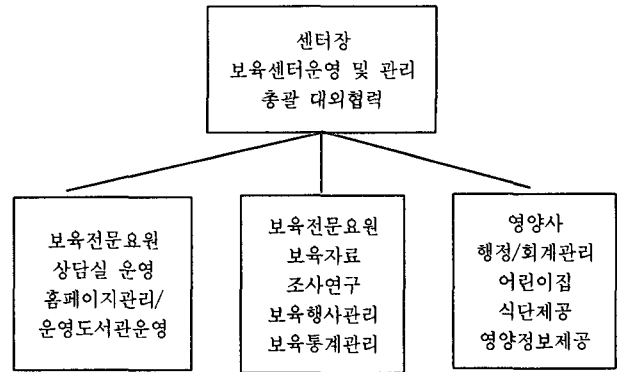 센터장
보육센터운영 및 관리
총괄 대외협력
보육전문요원
상담실 운영
홈페이지관리/
운영도서관운영
보육전문요원
보육자료
조사연구
보육행사관리
보육통계관리
영양사
행정/회계관리
어린이집
식단제공
영양정보제공